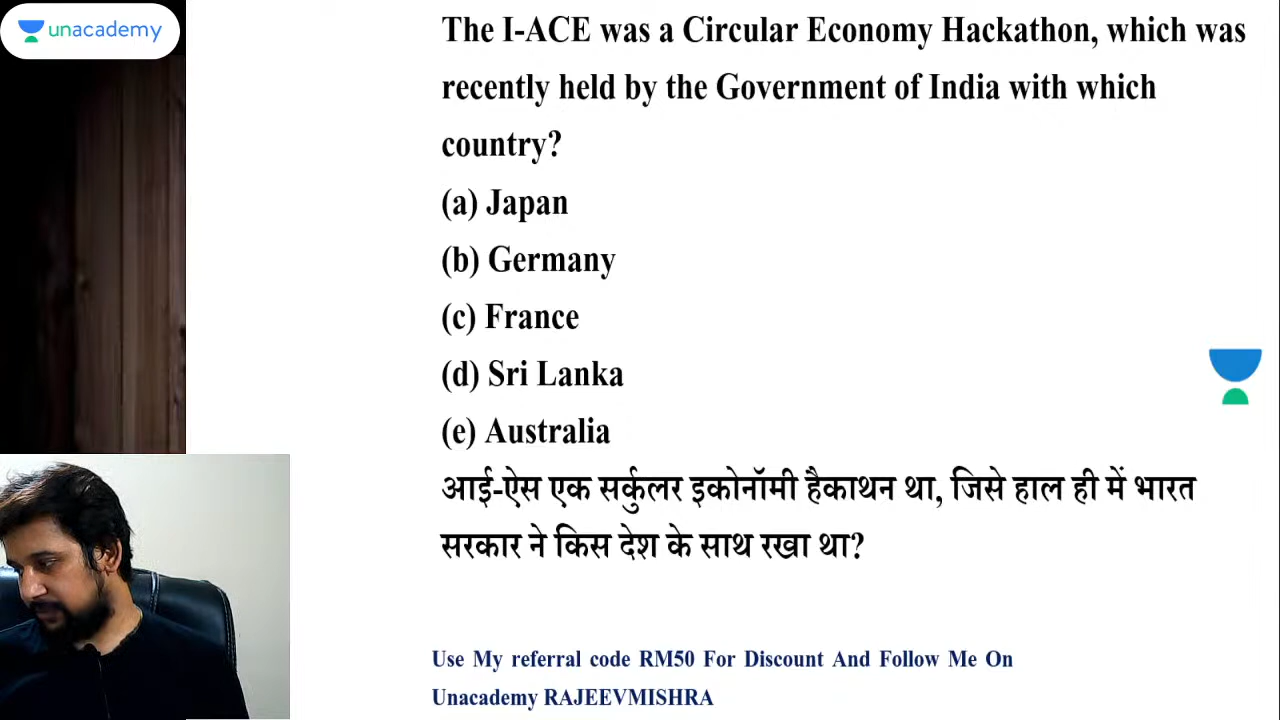 unacademy
The I-ACE was a Circular Economy Hackathon, which was
recently held by the Government of India with which
country?
(a) Japan
(b) Germany
(c) France
(d) Sri Lanka
(e) Australia
आई-ऐस एक सर्कुलर इकोनॉमी हैकाथन था, जिसे हाल ही में भारत
सरकार ने किस देश के साथ रखा था?
Use My referral code RM50 For Discount And Follow Me On
Unacademy RAJEEVMISHRA